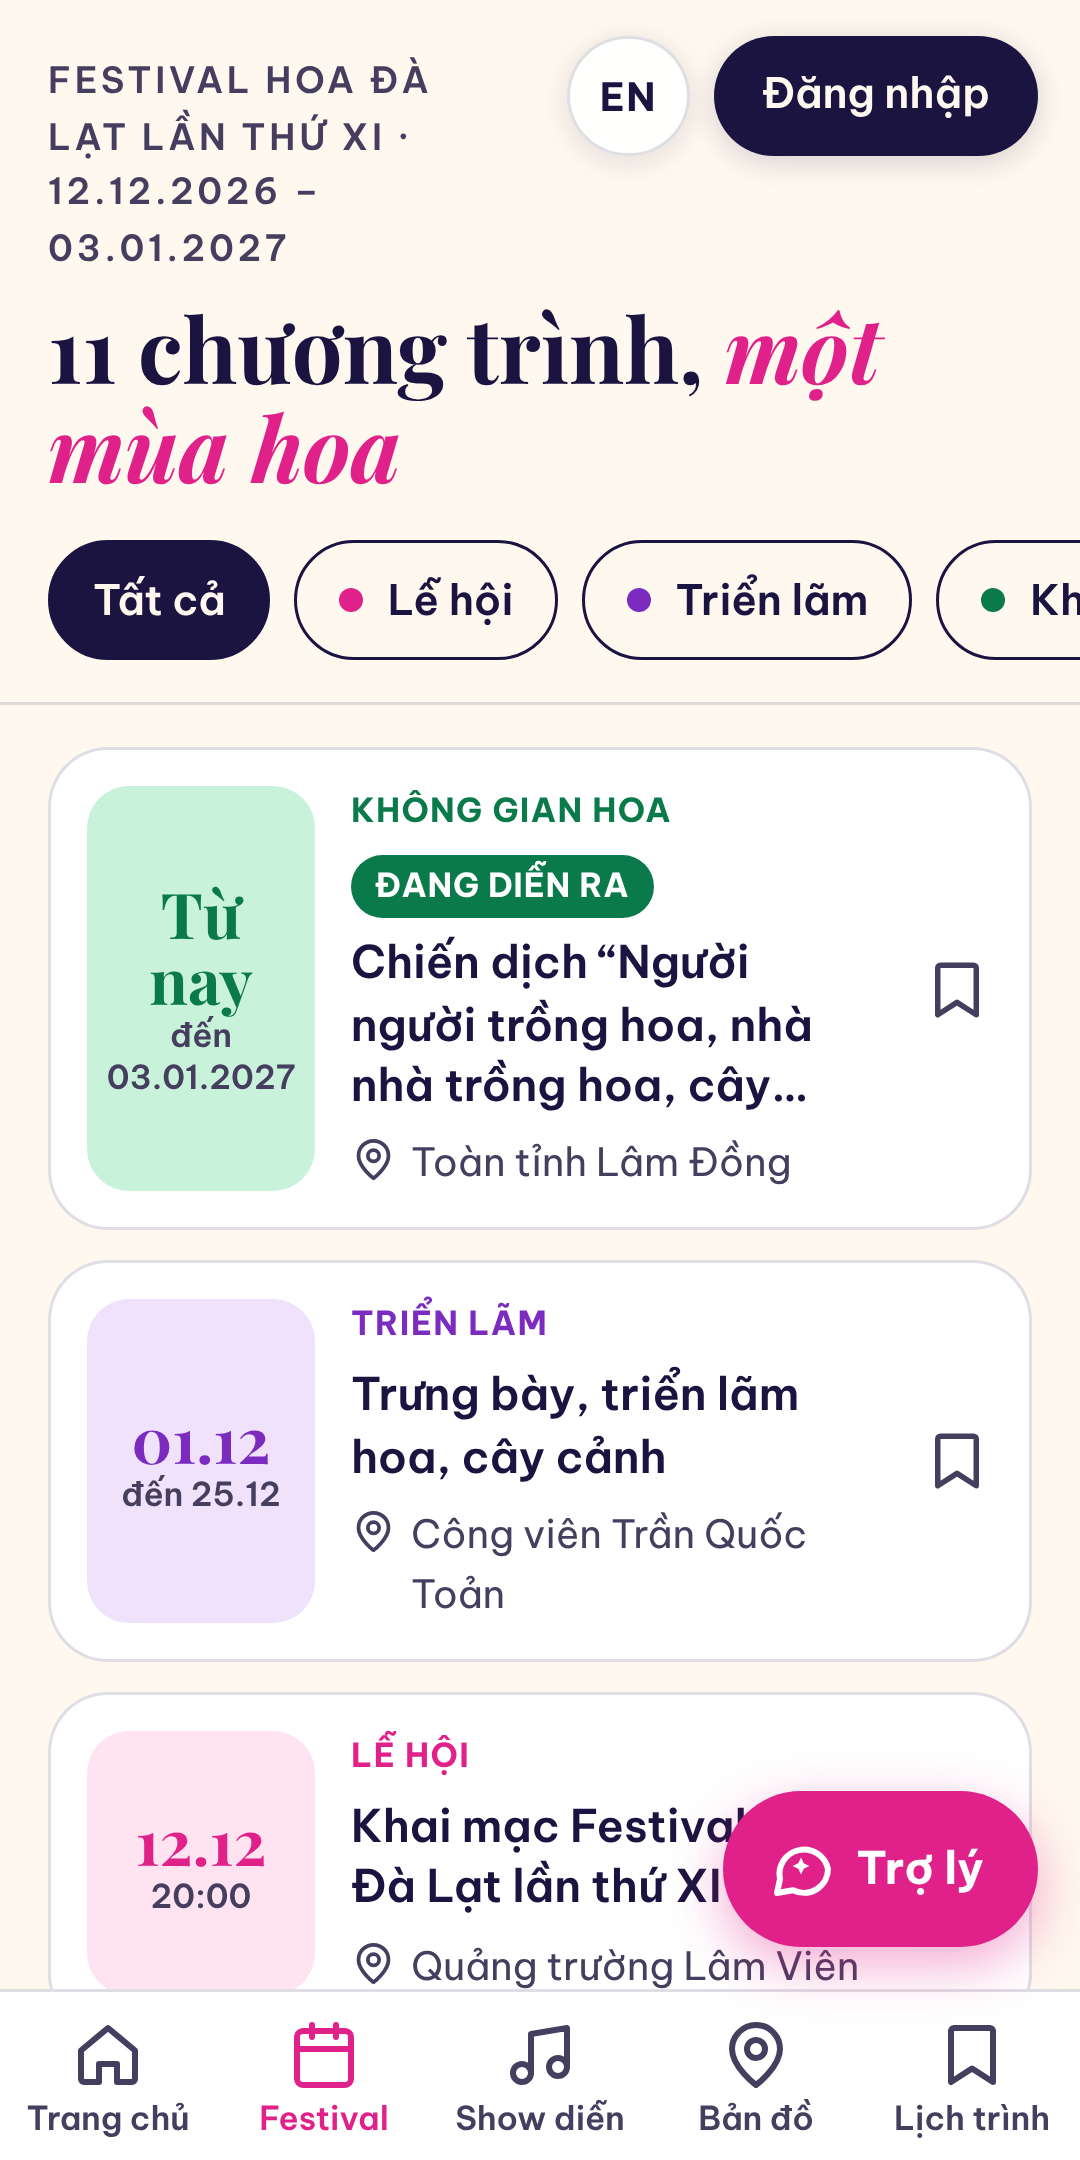 FESTIVAL HOA ĐÀ
LẠT LẦN THỨ XI ·
12.12.2026 –
03.01.2027
EN
Đăng nhập
11 chương trình, một
mùa hoa
Tất cả
Lễ hội
Triển lãm
Kh
Từ
nay
đến
03.01.2027
KHÔNG GIAN HOA
ĐANG DIỄN RA
Chiến dịch “Người
người trồng hoa, nhà
nhà trồng hoa, cây...
Toàn tỉnh Lâm Đồng
01.12
đến 25.12
TRIỂN LÃM
Trưng bày, triển lãm
hoa, cây cảnh
Công viên Trần Quốc
Toản
12.12
20:00
LỄ HỘI
Khai mạc Festival
Đà Lạt lần thứ XI
Quảng trường Lâm Viên
Trợ lý
Trang chủ
Festival
Show diễn
Bản đồ
Lịch trình